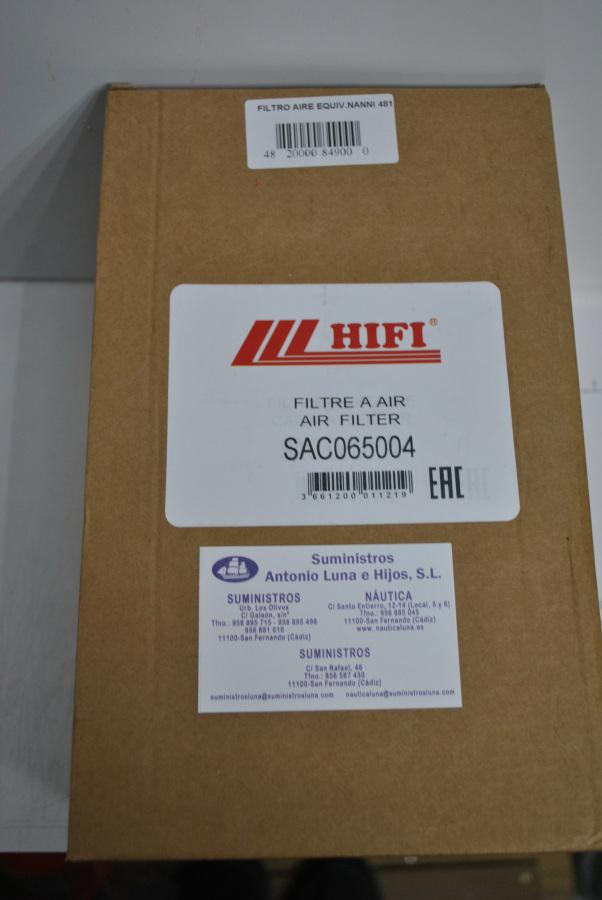 FILTRO AIRE EQUIV.NANNI 481
48 20000 84900 0
HIFI®
FILTRE A AIR
AIR FILTER
SAC065004
3 661200 011219
EAC
Suministros
Antonio Luna e Hijos, S.L.
SUMINISTROS
Urb. Los Olivos
C/ Galeón, s/nº
Tfno.: 956 895 715 - 956 895 496
956 881 010
11100-San Fernando (Cádiz)
NÁUTICA
C/ Santo Entierro, 12-14 (Local, 5 y 6)
Tfno.: 956 885 045
11100-San Fernando (Cádiz)
www.nauticaluna.es
SUMINISTROS
C/ San Rafael, 46
Tfno.: 856 587 430
11100-San Fernando (Cádiz)
suministrosluna@suministrosluna.com nauticaluna@suministrosluna.com